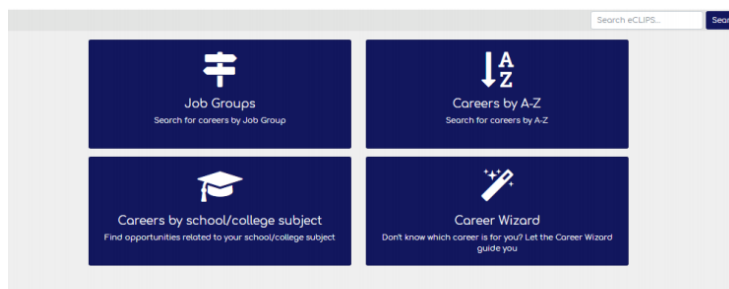 Search eCLIPS...
A
Z
Job Groups
Search for careers by Job Group
Careers by A-Z
Search for careers by A-Z
Careers by school/college subject
Find opportunities related to your school/college subject
Career Wizard
Don't know which career is for you? Let the Career Wizard
guide you